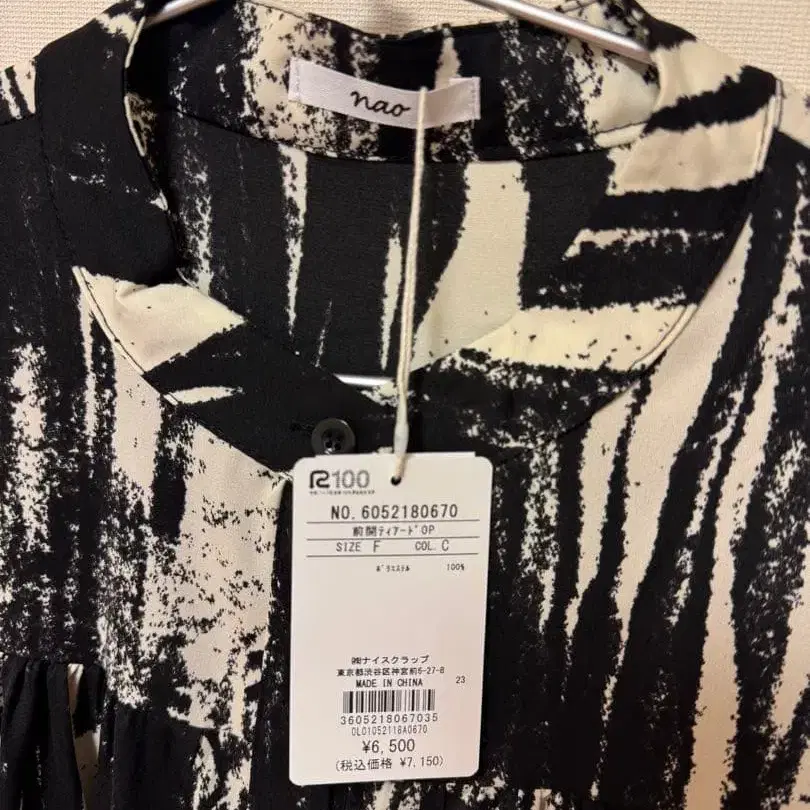 nao
R100
NO.6052180670
前開ティアードOP
SIZE F COL.C
ポリエステル 100%
㈱ナイスクラップ
東京都渋谷区神宮前5-27-8
MADE IN CHINA 23
3605218067035
¥6,500
(税込価格 ¥7,150)